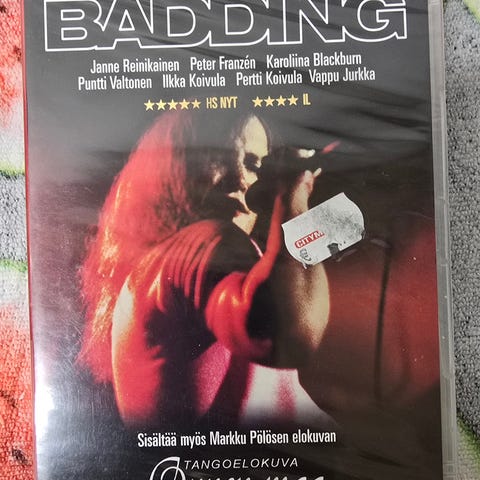 BADDING
Janne Reinikainen Peter Franzén Karoliina Blackburn
Puntti Valtonen Ilkka Koivula Pertti Koivula Vappu Jurkka
★★★★★ HS NYT ★★★★ IL
CITYM
Sisältää myös Markku Pölösen elokuvan
TANGOELOKUVA